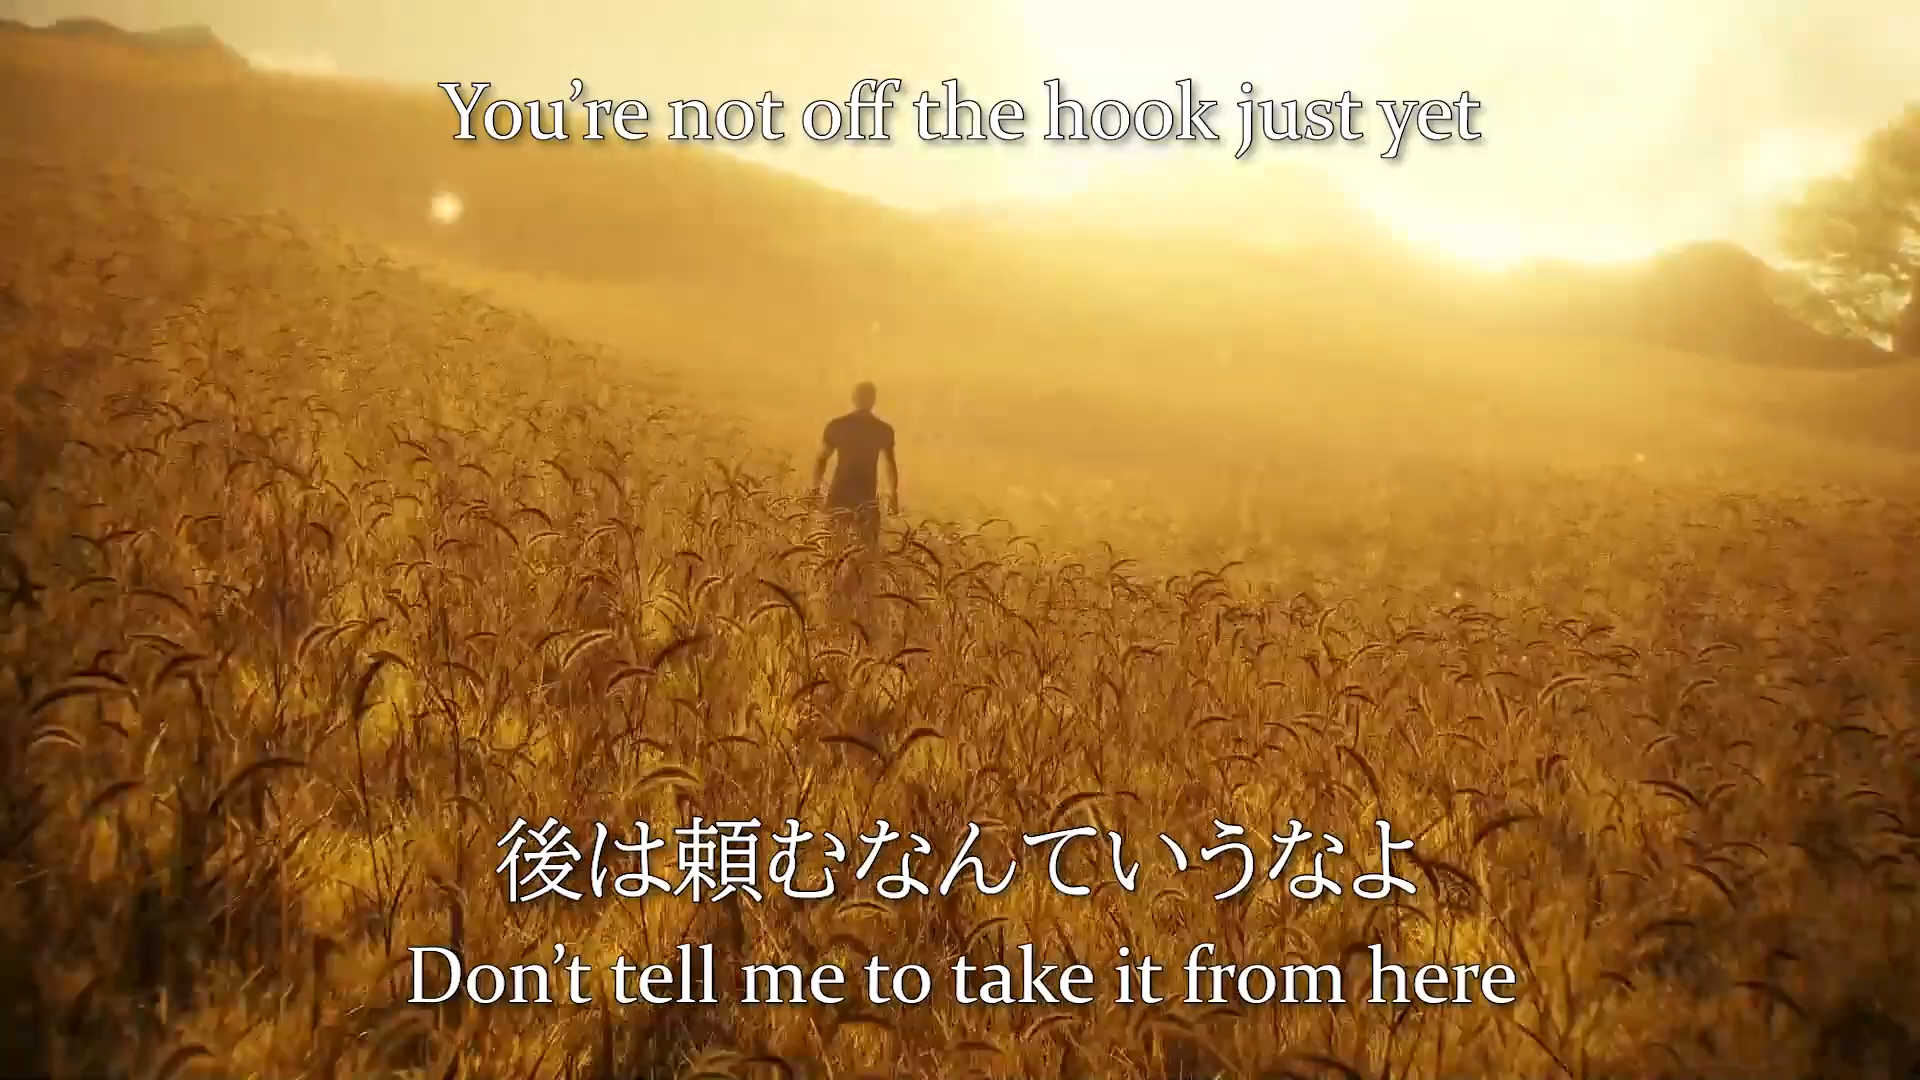 You’re not off the hook just yet
後は頼むなんていうなよ
Don’t tell me to take it from here